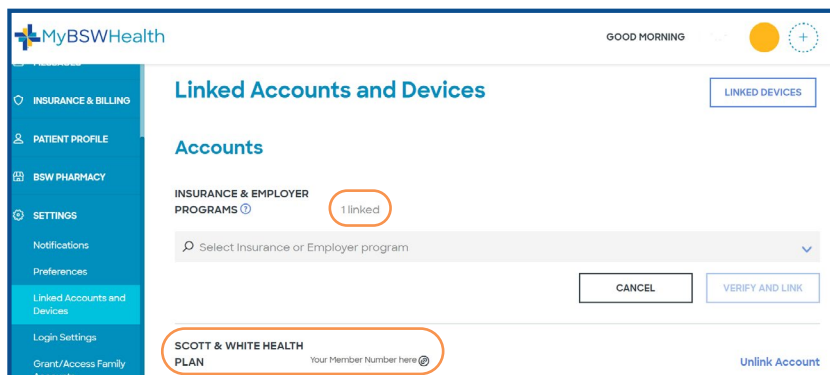 MyBSWHealth
GOOD MORNING
+
MESSAGES
INSURANCE & BILLING
PATIENT PROFILE
BSW PHARMACY
SETTINGS
Notifications
Preferences
Linked Accounts and
Devices
Login Settings
Grant/Access Family
Linked Accounts and Devices
LINKED DEVICES
Accounts
INSURANCE & EMPLOYER
PROGRAMS ?
1 linked
Select Insurance or Employer program
CANCEL
VERIFY AND LINK
SCOTT & WHITE HEALTH
PLAN
Your Member Number here
Unlink Account